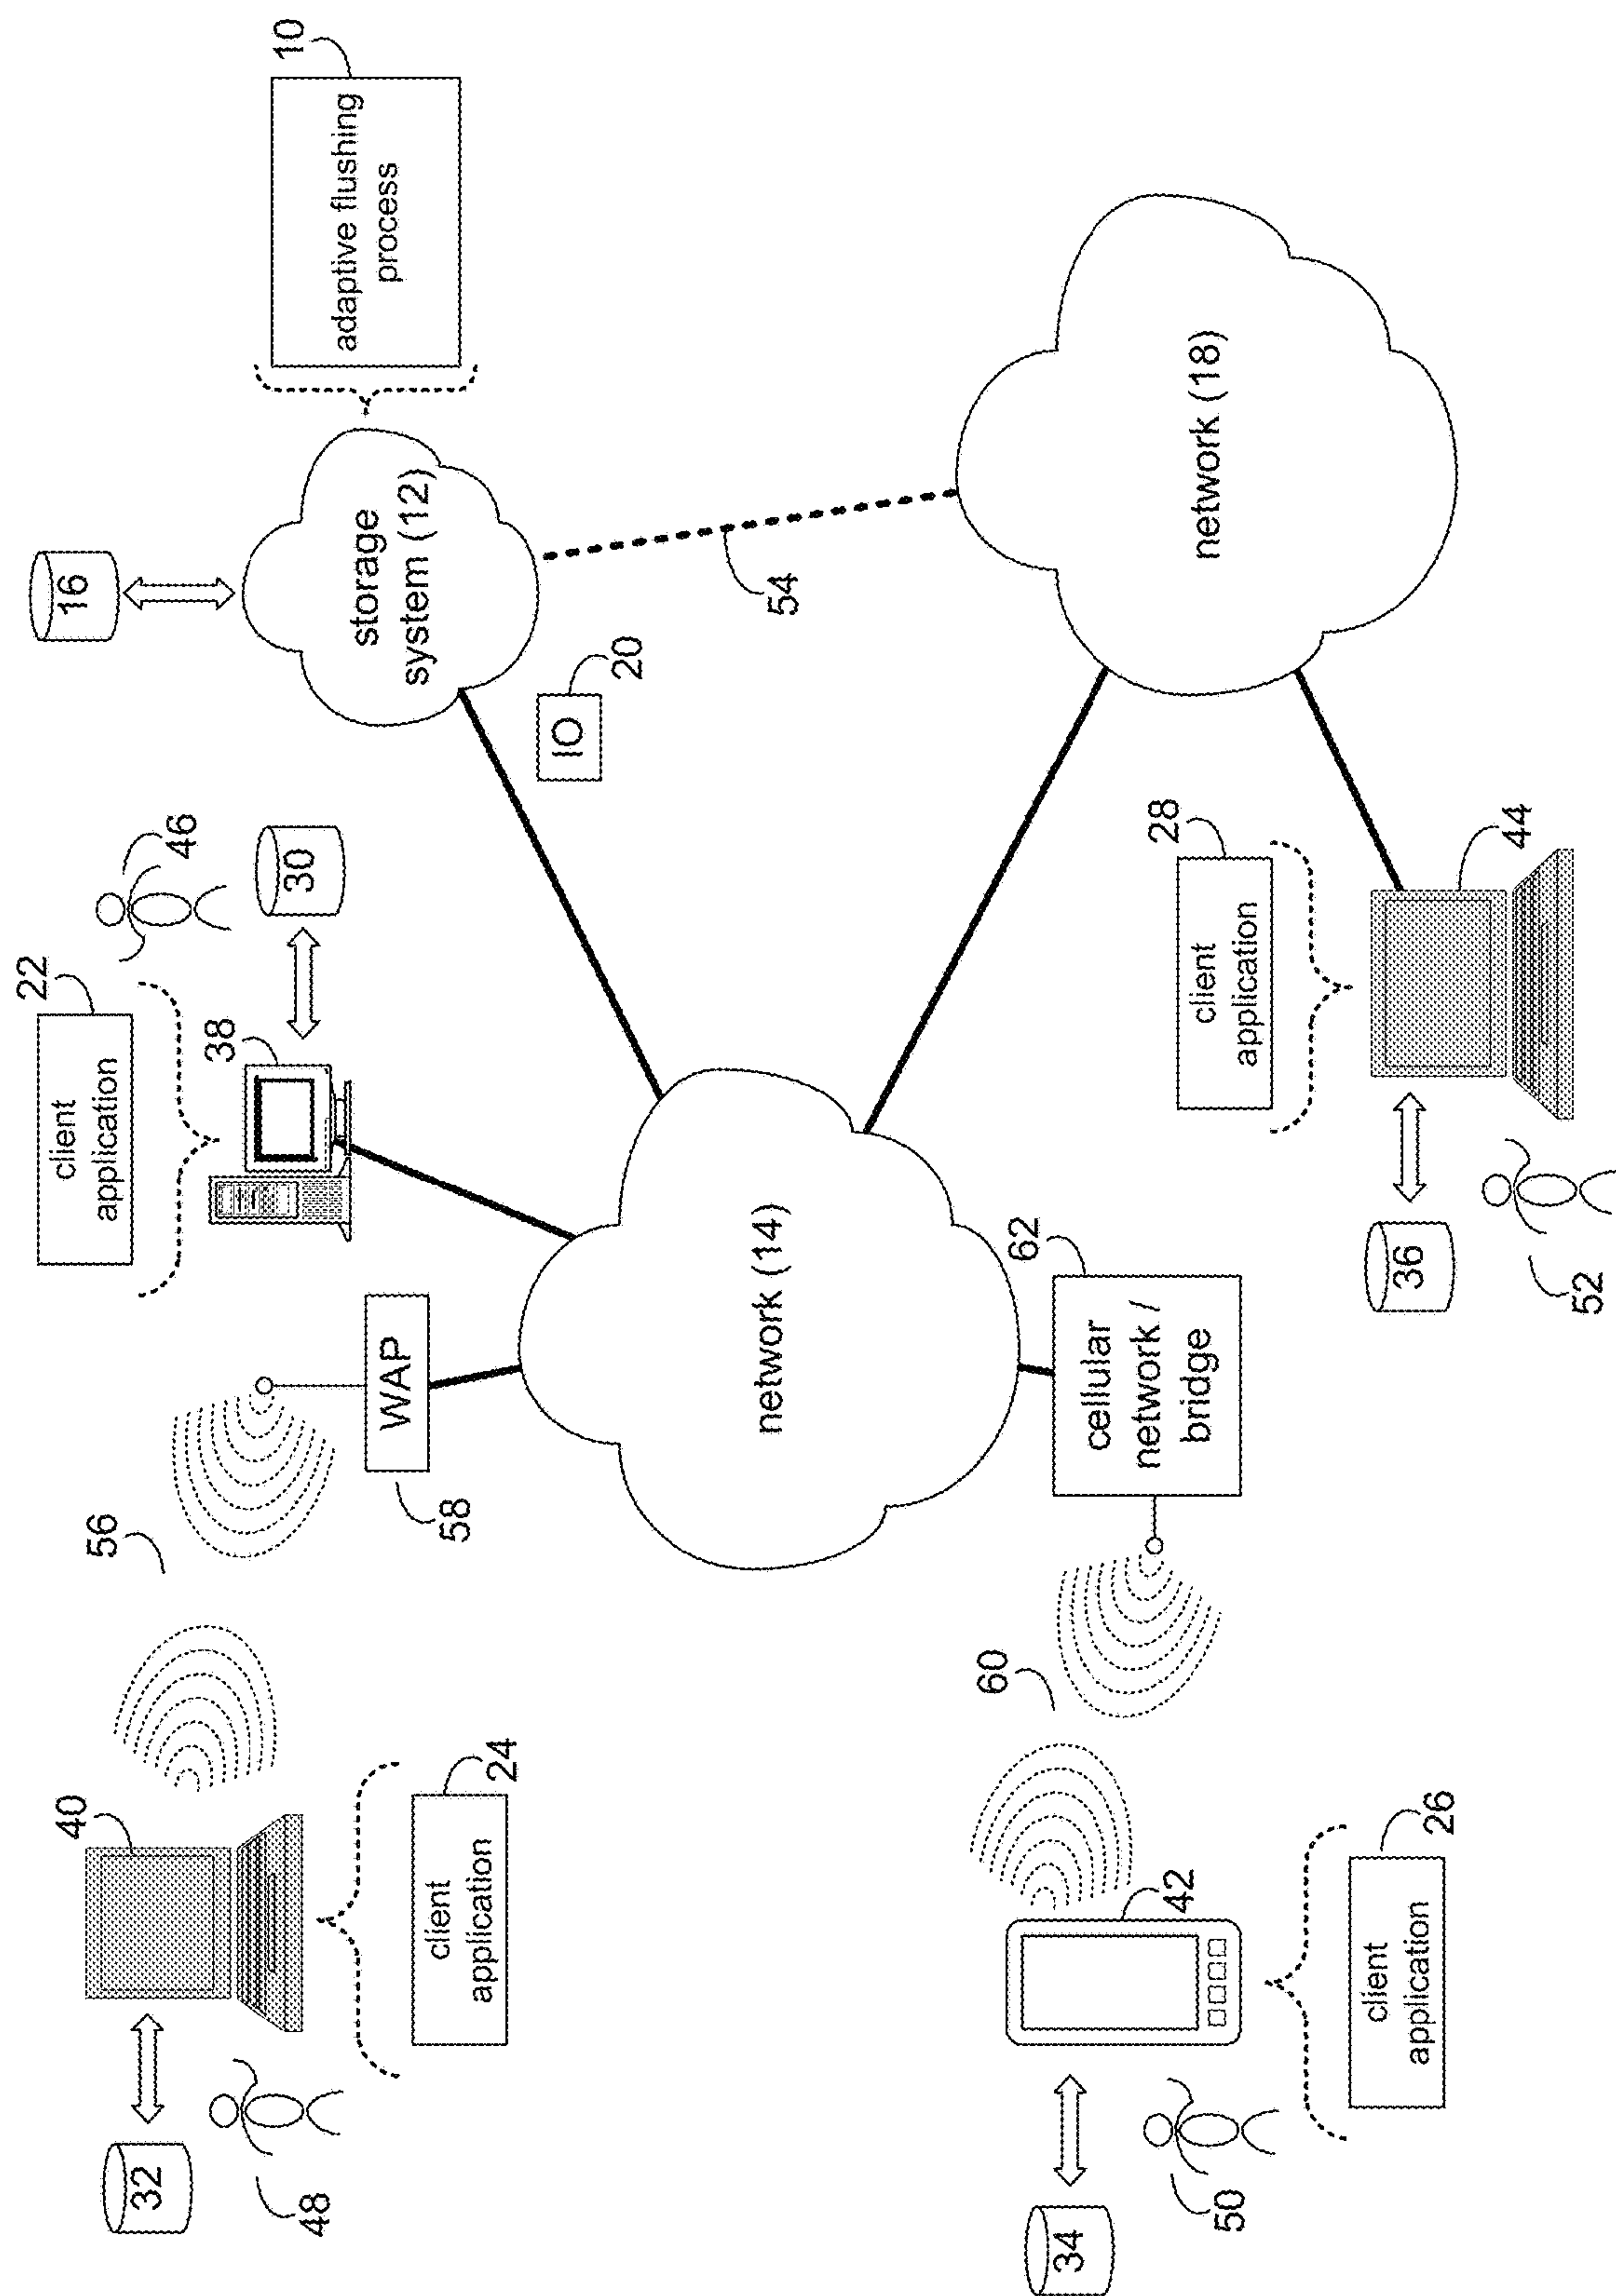 32
48
40
24
client
application
56
58
WAP
22
client
application
38
46
30
16
storage
system (12)
10
adaptive flushing
process
IO
20
54
network (14)
network (18)
34
50
42
26
client
application
60
62
cellular
network /
bridge
28
client
application
44
36
52